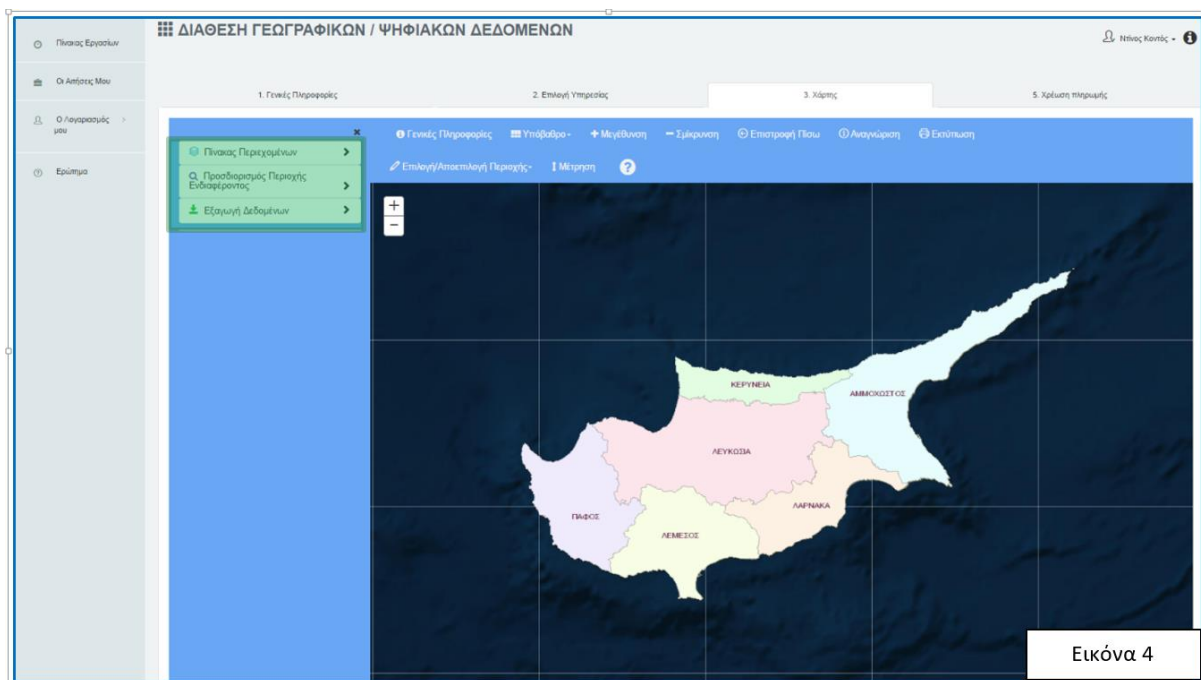 ΔΙΑΘΕΣΗ ΓΕΩΓΡΑΦΙΚΩΝ / ΨΗΦΙΑΚΩΝ ΔΕΔΟΜΕΝΩΝ
Ντίνος Κοντός
Πίνακας Εργασιών
Οι Αιτήσεις Μου
Ο Λογαριασμός
μου
Ερώτημα
1. Γενικές Πληροφορίες
2. Επιλογή Υπηρεσίας
3. Χάρτης
5. Χρέωση πληρωμής
Πίνακας Περιεχομένων
Προσδιορισμός Περιοχής
Ενδιαφέροντος
Εξαγωγή Δεδομένων
Γενικές Πληροφορίες Υπόβαθρο Μεγέθυνση Σμίκρυνση Επιστροφή Πίσω Αναγνώριση Εκτύπωση
Επιλογή/Αποεπιλογή Περιοχής Μέτρηση ?
+
−
ΚΕΡΥΝΕΙΑ
ΑΜΜΟΧΩΣΤΟΣ
ΛΕΥΚΩΣΙΑ
ΛΑΡΝΑΚΑ
ΠΑΦΟΣ
ΛΕΜΕΣΟΣ
Εικόνα 4